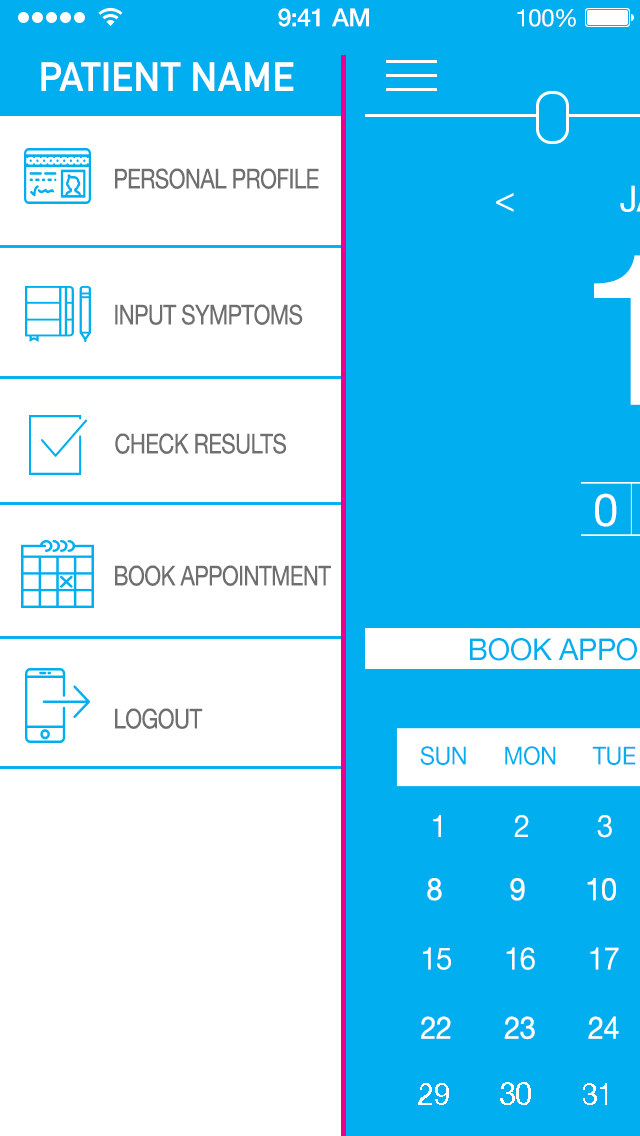 9:41 AM 100%
PATIENT NAME
PERSONAL PROFILE
INPUT SYMPTOMS
CHECK RESULTS
BOOK APPOINTMENT
LOGOUT
< JA
1
0
BOOK APPO
SUN MON TUE
1 2 3
8 9 10
15 16 17
22 23 24
29 30 31